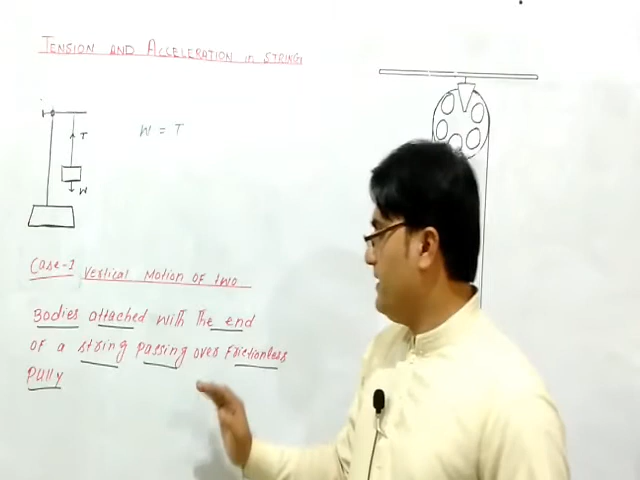 TENSION AND ACCELERATION in STRING
T
W = T
W
Case-1 Vertical Motion of two
Bodies attached with the end
of a string passing over Frictionless
pully